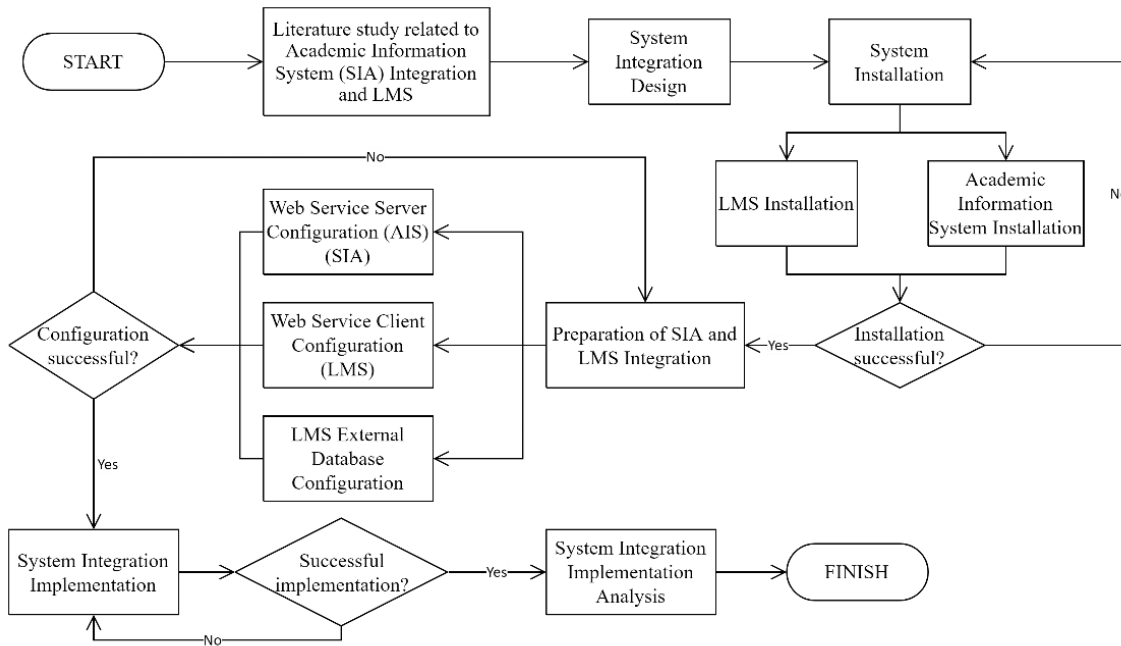 START
Literature study related to
Academic Information
System (SIA) Integration
and LMS
System
Integration
Design
System
Installation
No
LMS Installation
Academic
Information
System Installation
No
Web Service Server
Configuration (AIS)
(SIA)
Configuration
successful?
Web Service Client
Configuration
(LMS)
Preparation of SIA and
LMS Integration
Yes
Installation
successful?
LMS External
Database
Configuration
Yes
System Integration
Implementation
Successful
implementation?
Yes
System Integration
Implementation
Analysis
FINISH
No